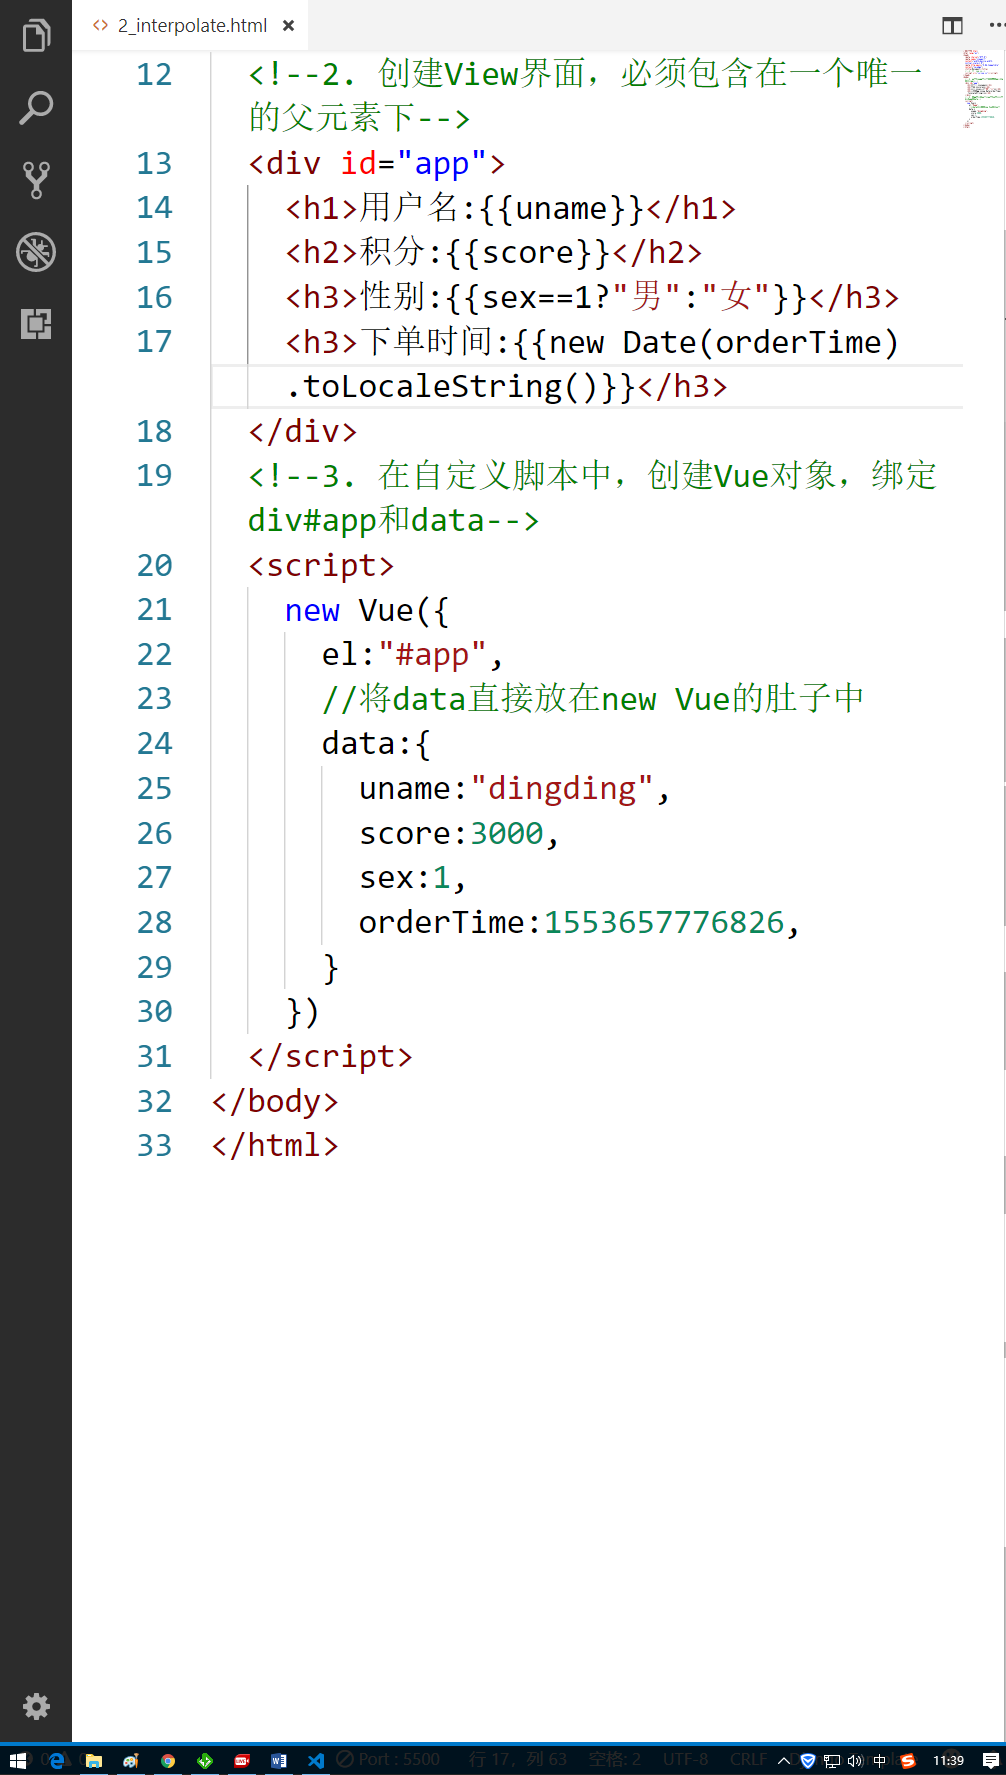 2_interpolate.html
12 <!--2. 创建View界面，必须包含在一个唯一
的父元素下-->
13 <div id="app">
14 <h1>用户名:{{uname}}</h1>
15 <h2>积分:{{score}}</h2>
16 <h3>性别:{{sex==1?"男":"女"}}</h3>
17 <h3>下单时间:{{new Date(orderTime)
.toLocaleString()}}</h3>
18 </div>
19 <!--3. 在自定义脚本中，创建Vue对象，绑定
div#app和data-->
20 <script>
21 new Vue({
22 el:"#app",
23 //将data直接放在new Vue的肚子中
24 data:{
25 uname:"dingding",
26 score:3000,
27 sex:1,
28 orderTime:1553657776826,
29 }
30 })
31 </script>
32 </body>
33 </html>
Port : 5500 行 17，列 63 空格: 2 UTF-8 CRLF 中 11:39